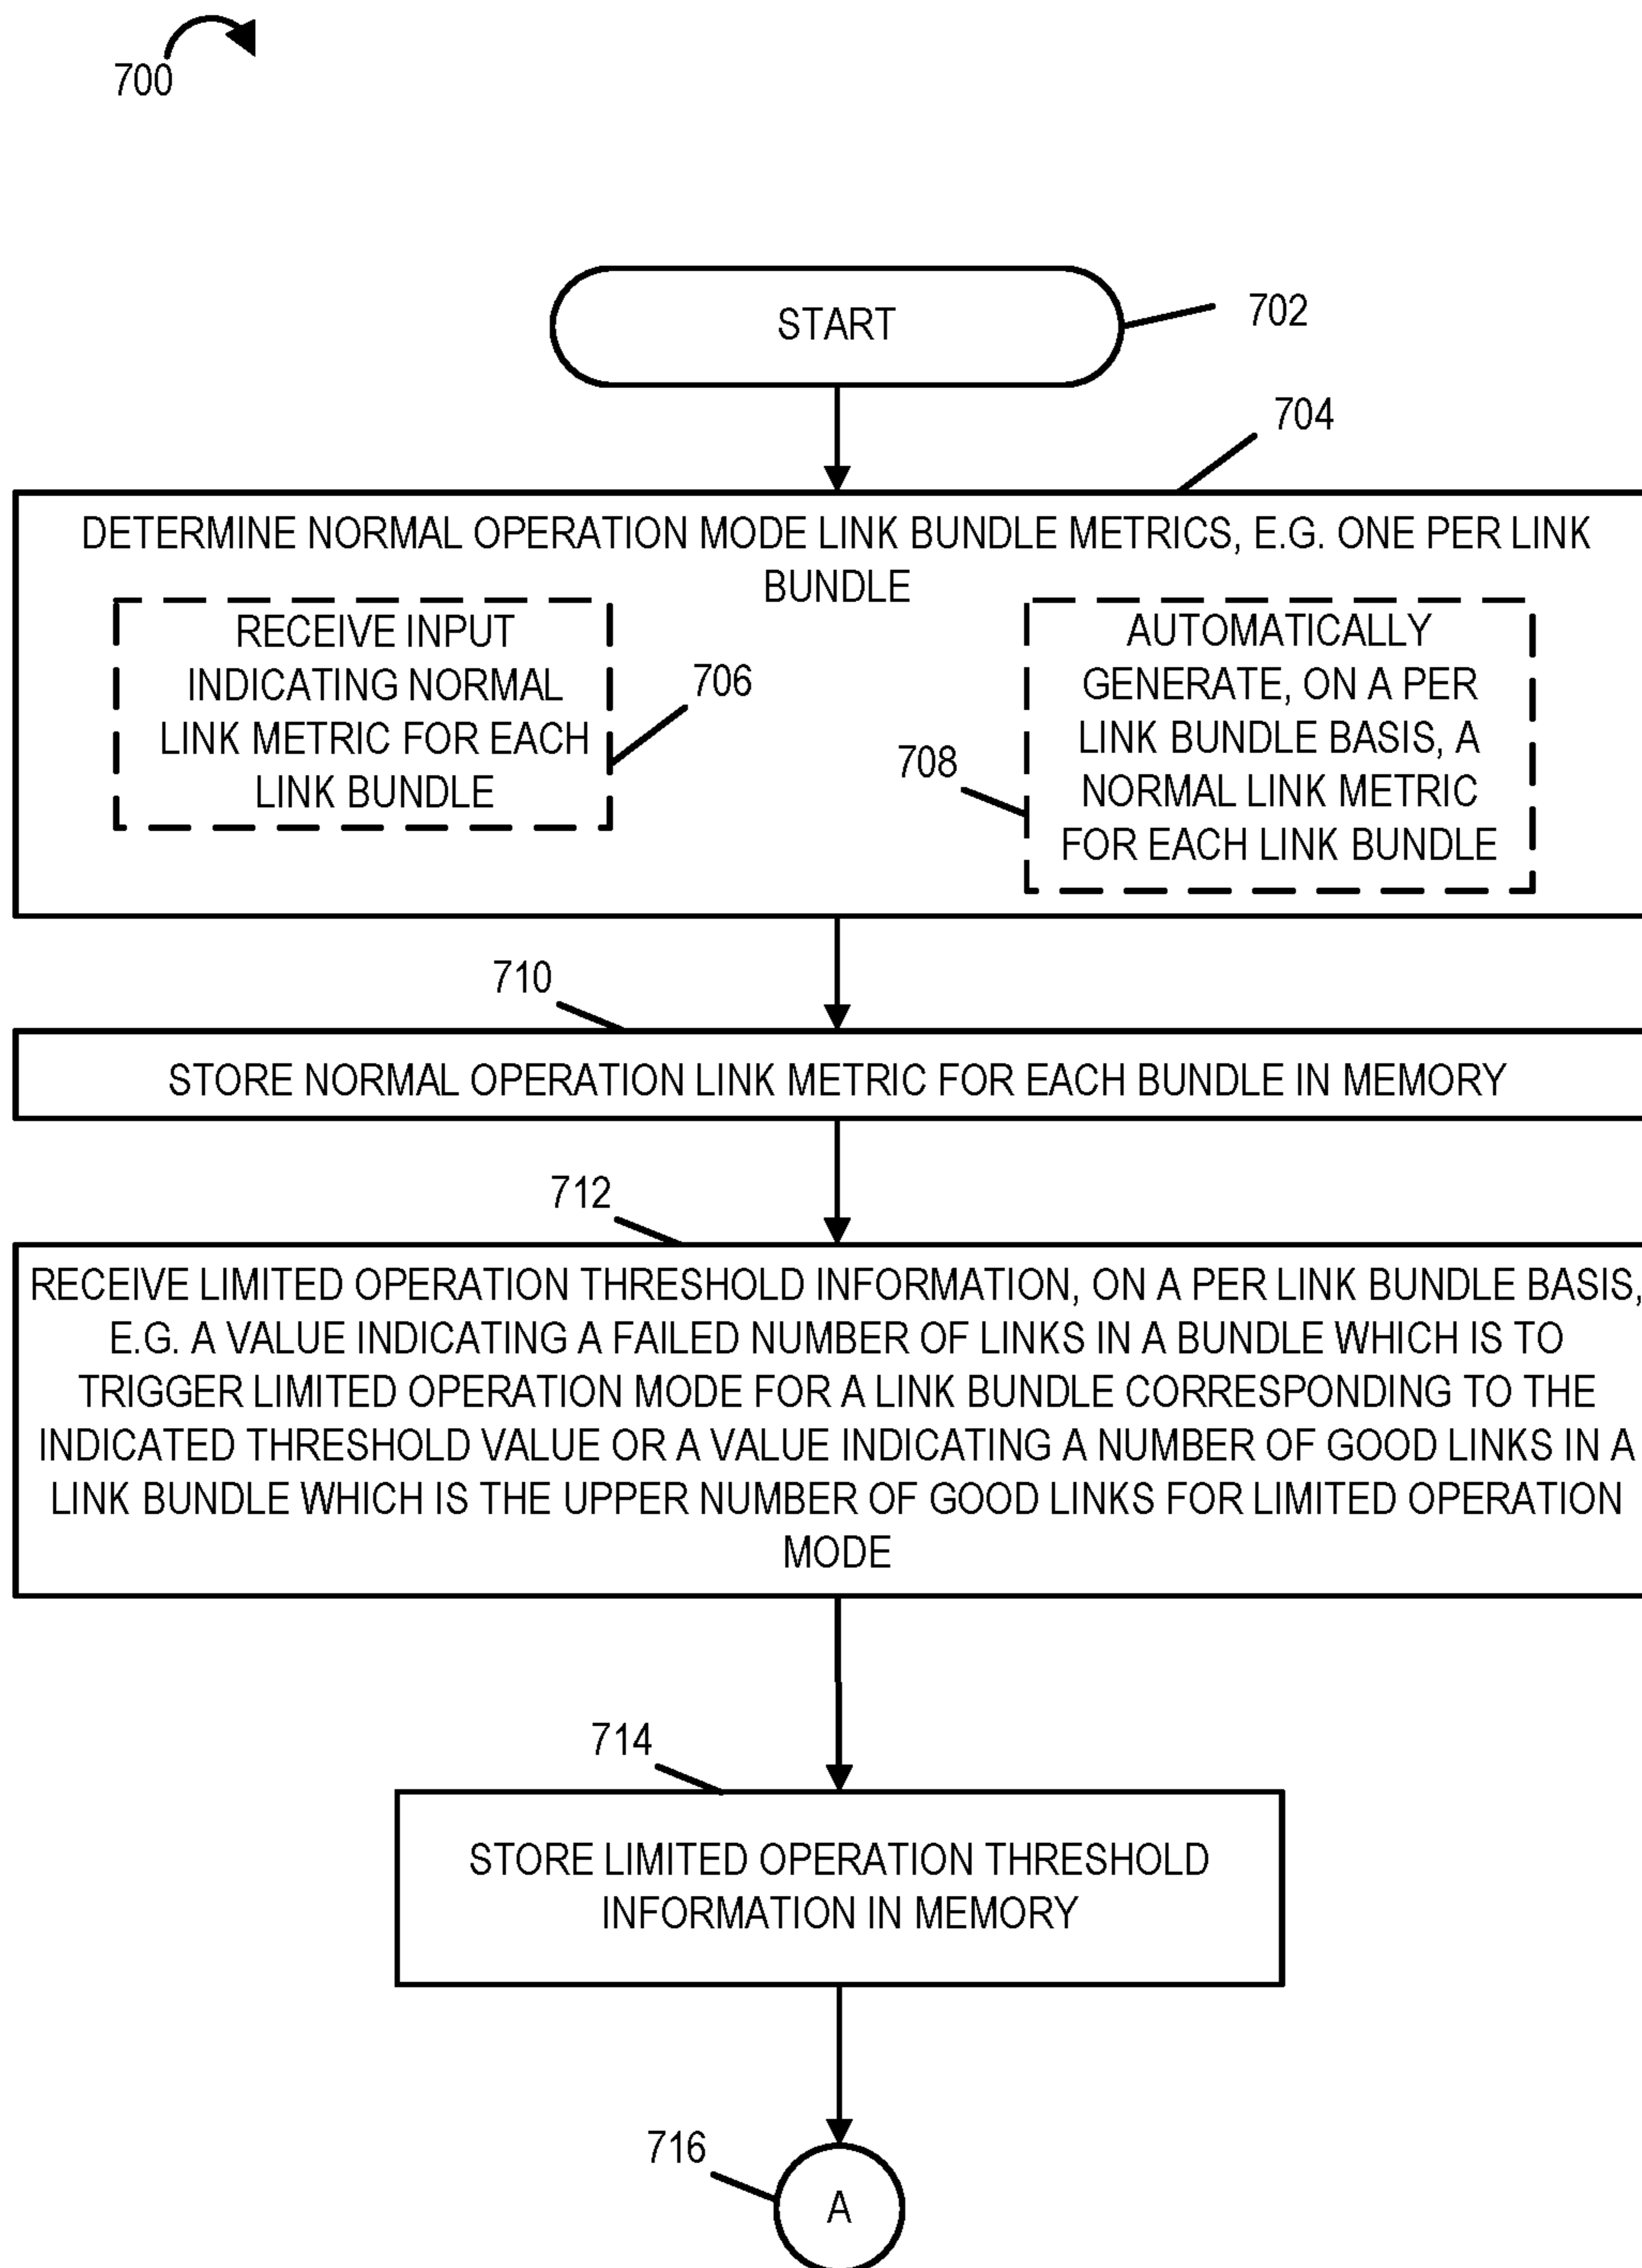 700
START
702
704
DETERMINE NORMAL OPERATION MODE LINK BUNDLE METRICS, E.G. ONE PER LINK
BUNDLE
RECEIVE INPUT
INDICATING NORMAL
LINK METRIC FOR EACH
LINK BUNDLE
706
708
AUTOMATICALLY
GENERATE, ON A PER
LINK BUNDLE BASIS, A
NORMAL LINK METRIC
FOR EACH LINK BUNDLE
710
STORE NORMAL OPERATION LINK METRIC FOR EACH BUNDLE IN MEMORY
712
RECEIVE LIMITED OPERATION THRESHOLD INFORMATION, ON A PER LINK BUNDLE BASIS,
E.G. A VALUE INDICATING A FAILED NUMBER OF LINKS IN A BUNDLE WHICH IS TO
TRIGGER LIMITED OPERATION MODE FOR A LINK BUNDLE CORRESPONDING TO THE
INDICATED THRESHOLD VALUE OR A VALUE INDICATING A NUMBER OF GOOD LINKS IN A
LINK BUNDLE WHICH IS THE UPPER NUMBER OF GOOD LINKS FOR LIMITED OPERATION
MODE
714
STORE LIMITED OPERATION THRESHOLD
INFORMATION IN MEMORY
716
A